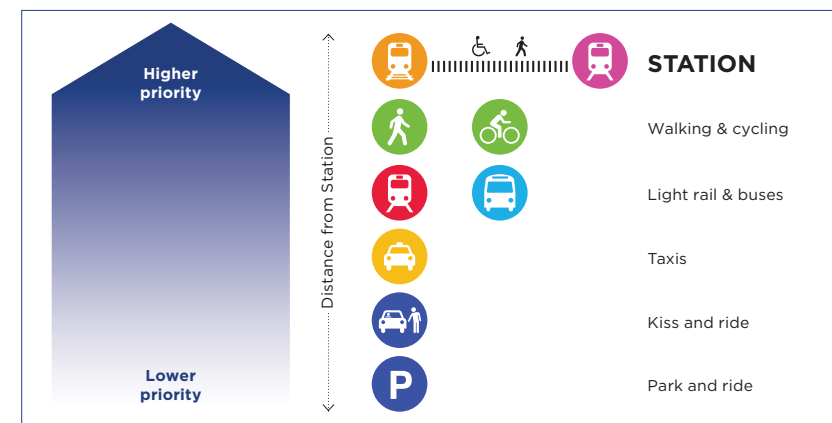 Higher
priority
Distance from Station
STATION
Walking & cycling
Light rail & buses
Taxis
Kiss and ride
P
Park and ride
Lower
priority